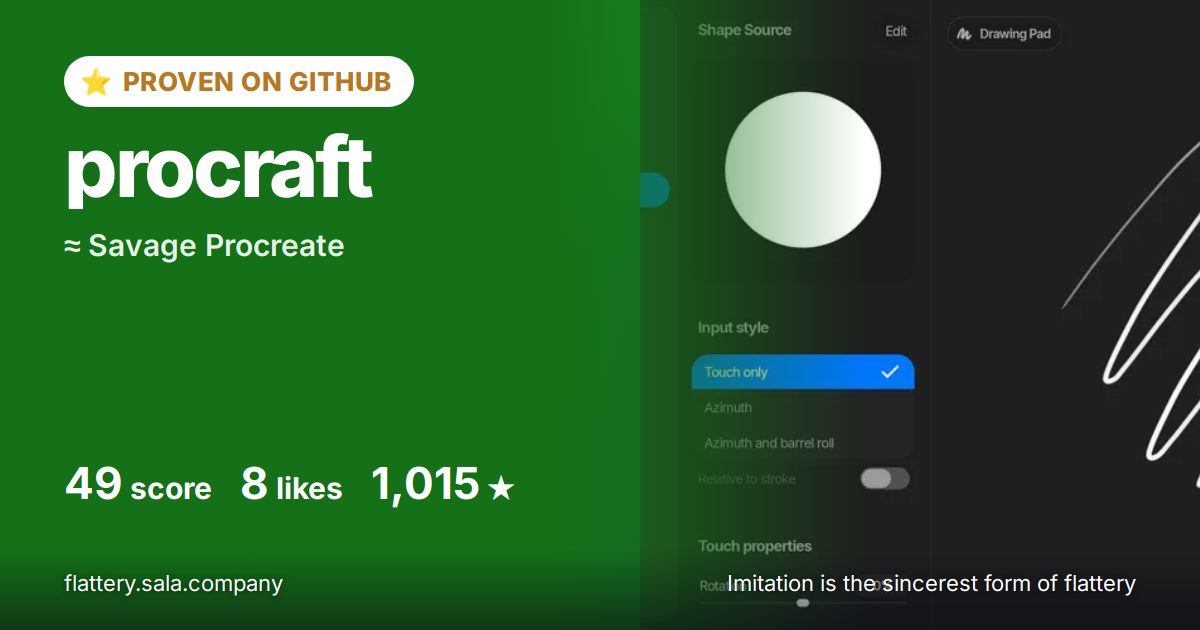 ⭐ PROVEN ON GITHUB
procraft
≈ Savage Procreate
49 score 8 likes 1,015 ★
flattery.sala.company
Shape Source
Edit
Input style
Touch only
Azimuth
Azimuth and barrel roll
Relative to stroke
Touch properties
Imitation is the sincerest form of flattery
Drawing Pad